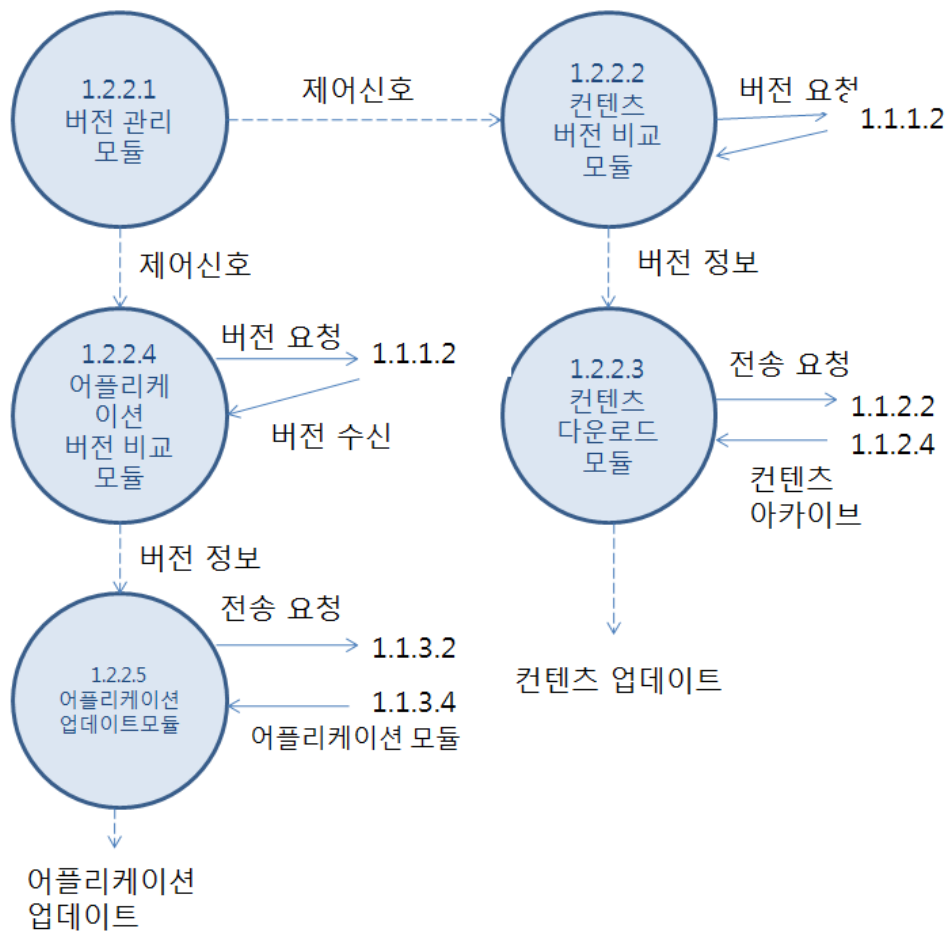 1.2.2.1
버전 관리
모듈
제어신호
1.2.2.2
컨텐츠
버전 비교
모듈
버전 요청
1.1.1.2
제어신호
버전 정보
1.2.2.4
어플리케
이션
버전 비교
모듈
버전 요청
1.1.1.2
버전 수신
1.2.2.3
컨텐츠
다운로드
모듈
전송 요청
1.1.2.2
1.1.2.4
컨텐츠
아카이브
버전 정보
1.2.2.5
어플리케이션
업데이트모듈
전송 요청
1.1.3.2
1.1.3.4
어플리케이션 모듈
컨텐츠 업데이트
어플리케이션
업데이트